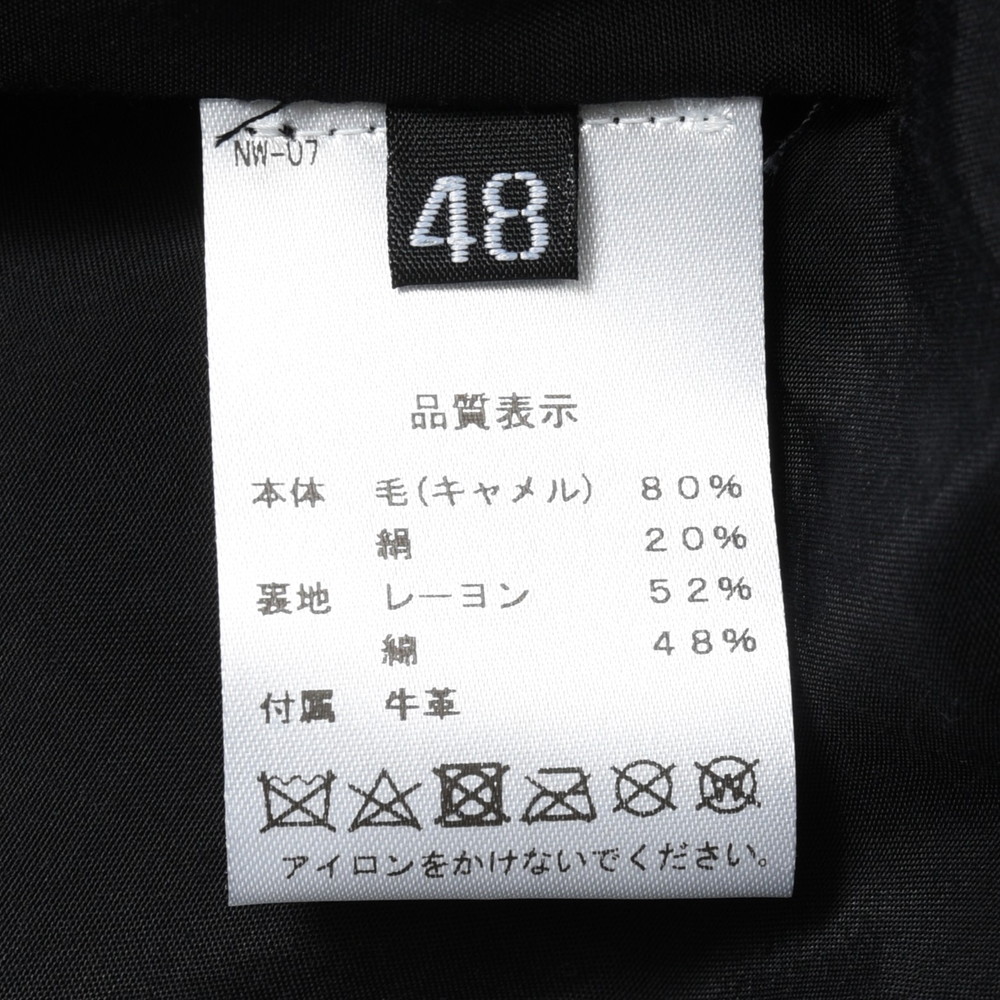 NW-07
48
品質表示
本体 毛(キャメル) 80%
絹 20%
裏地 レーヨン 52%
綿 48%
付属 牛革
W
アイロンをかけないでください。